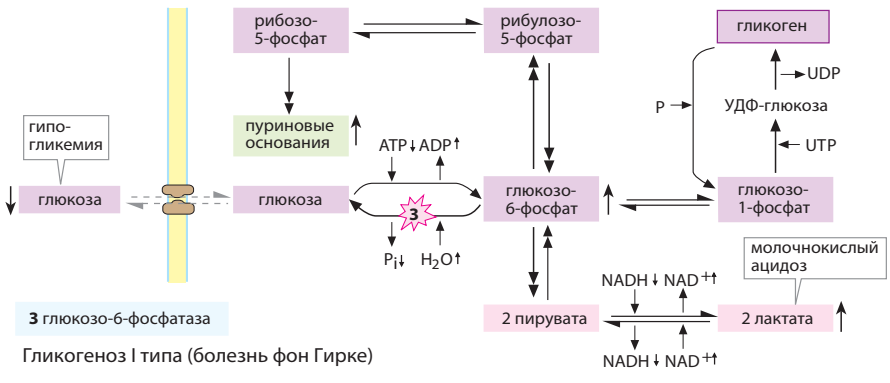 рибозо-
5-фосфат
рибулозо-
5-фосфат
гликоген
UDP
P
УДФ-глюкоза
UTP
гипо-
гликемия
пуриновые
основания
ATP ADP
глюкоза
глюкоза
3
глюкозо-
6-фосфат
глюкозо-
1-фосфат
Pi H2O
молочнокислый
ацидоз
NADH NAD+
3 глюкозо-6-фосфатаза
2 пирувата
2 лактата
NADH NAD+
Гликогеноз I типа (болезнь фон Гирке)